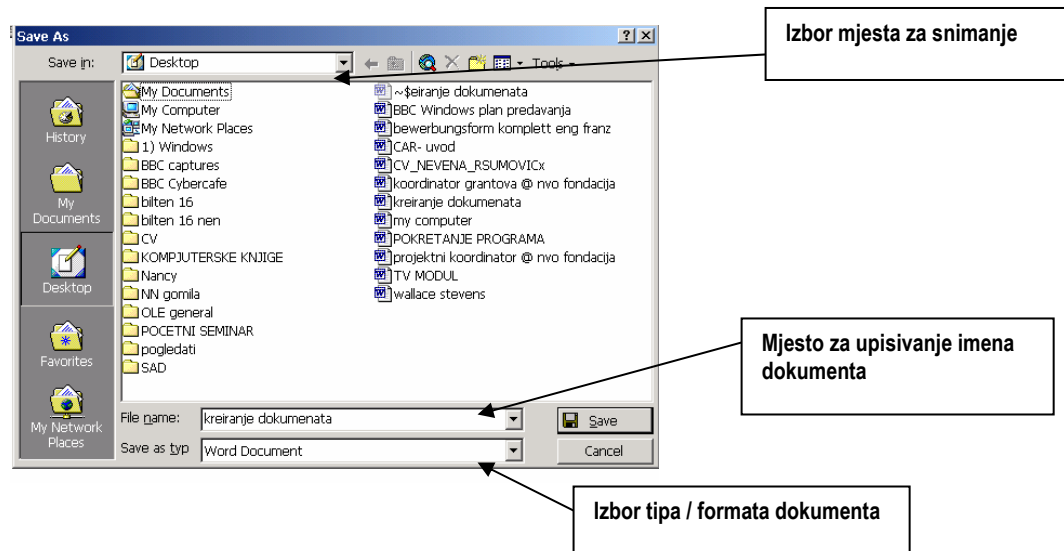 Save As
Izbor mjesta za snimanje
Save in:
Desktop
Tools
History
My
Documents
Desktop
Favorites
My Network
Places
My Documents
My Computer
My Network Places
1) Windows
BBC captures
BBC Cybercafe
bilten 16
bilten 16 nen
CV
KOMPJUTERSKE KNJIGE
Nancy
NN gomila
OLE general
POCETNI SEMINAR
pogledati
SAD
~$eiranje dokumenata
BBC Windows plan predavanja
bewerbungsform komplett eng franz
CAR- uvod
CV_NEVENA_RSUMOVICx
koordinator grantova @ nvo fondacija
kreiranje dokumenata
my computer
POKRETANJE PROGRAMA
projektni koordinator @ nvo fondacija
TV MODUL
wallace stevens
Mjesto za upisivanje imena
dokumenta
File name:
kreiranje dokumenata
Save
Save as typ
Word Document
Cancel
Izbor tipa / formata dokumenta